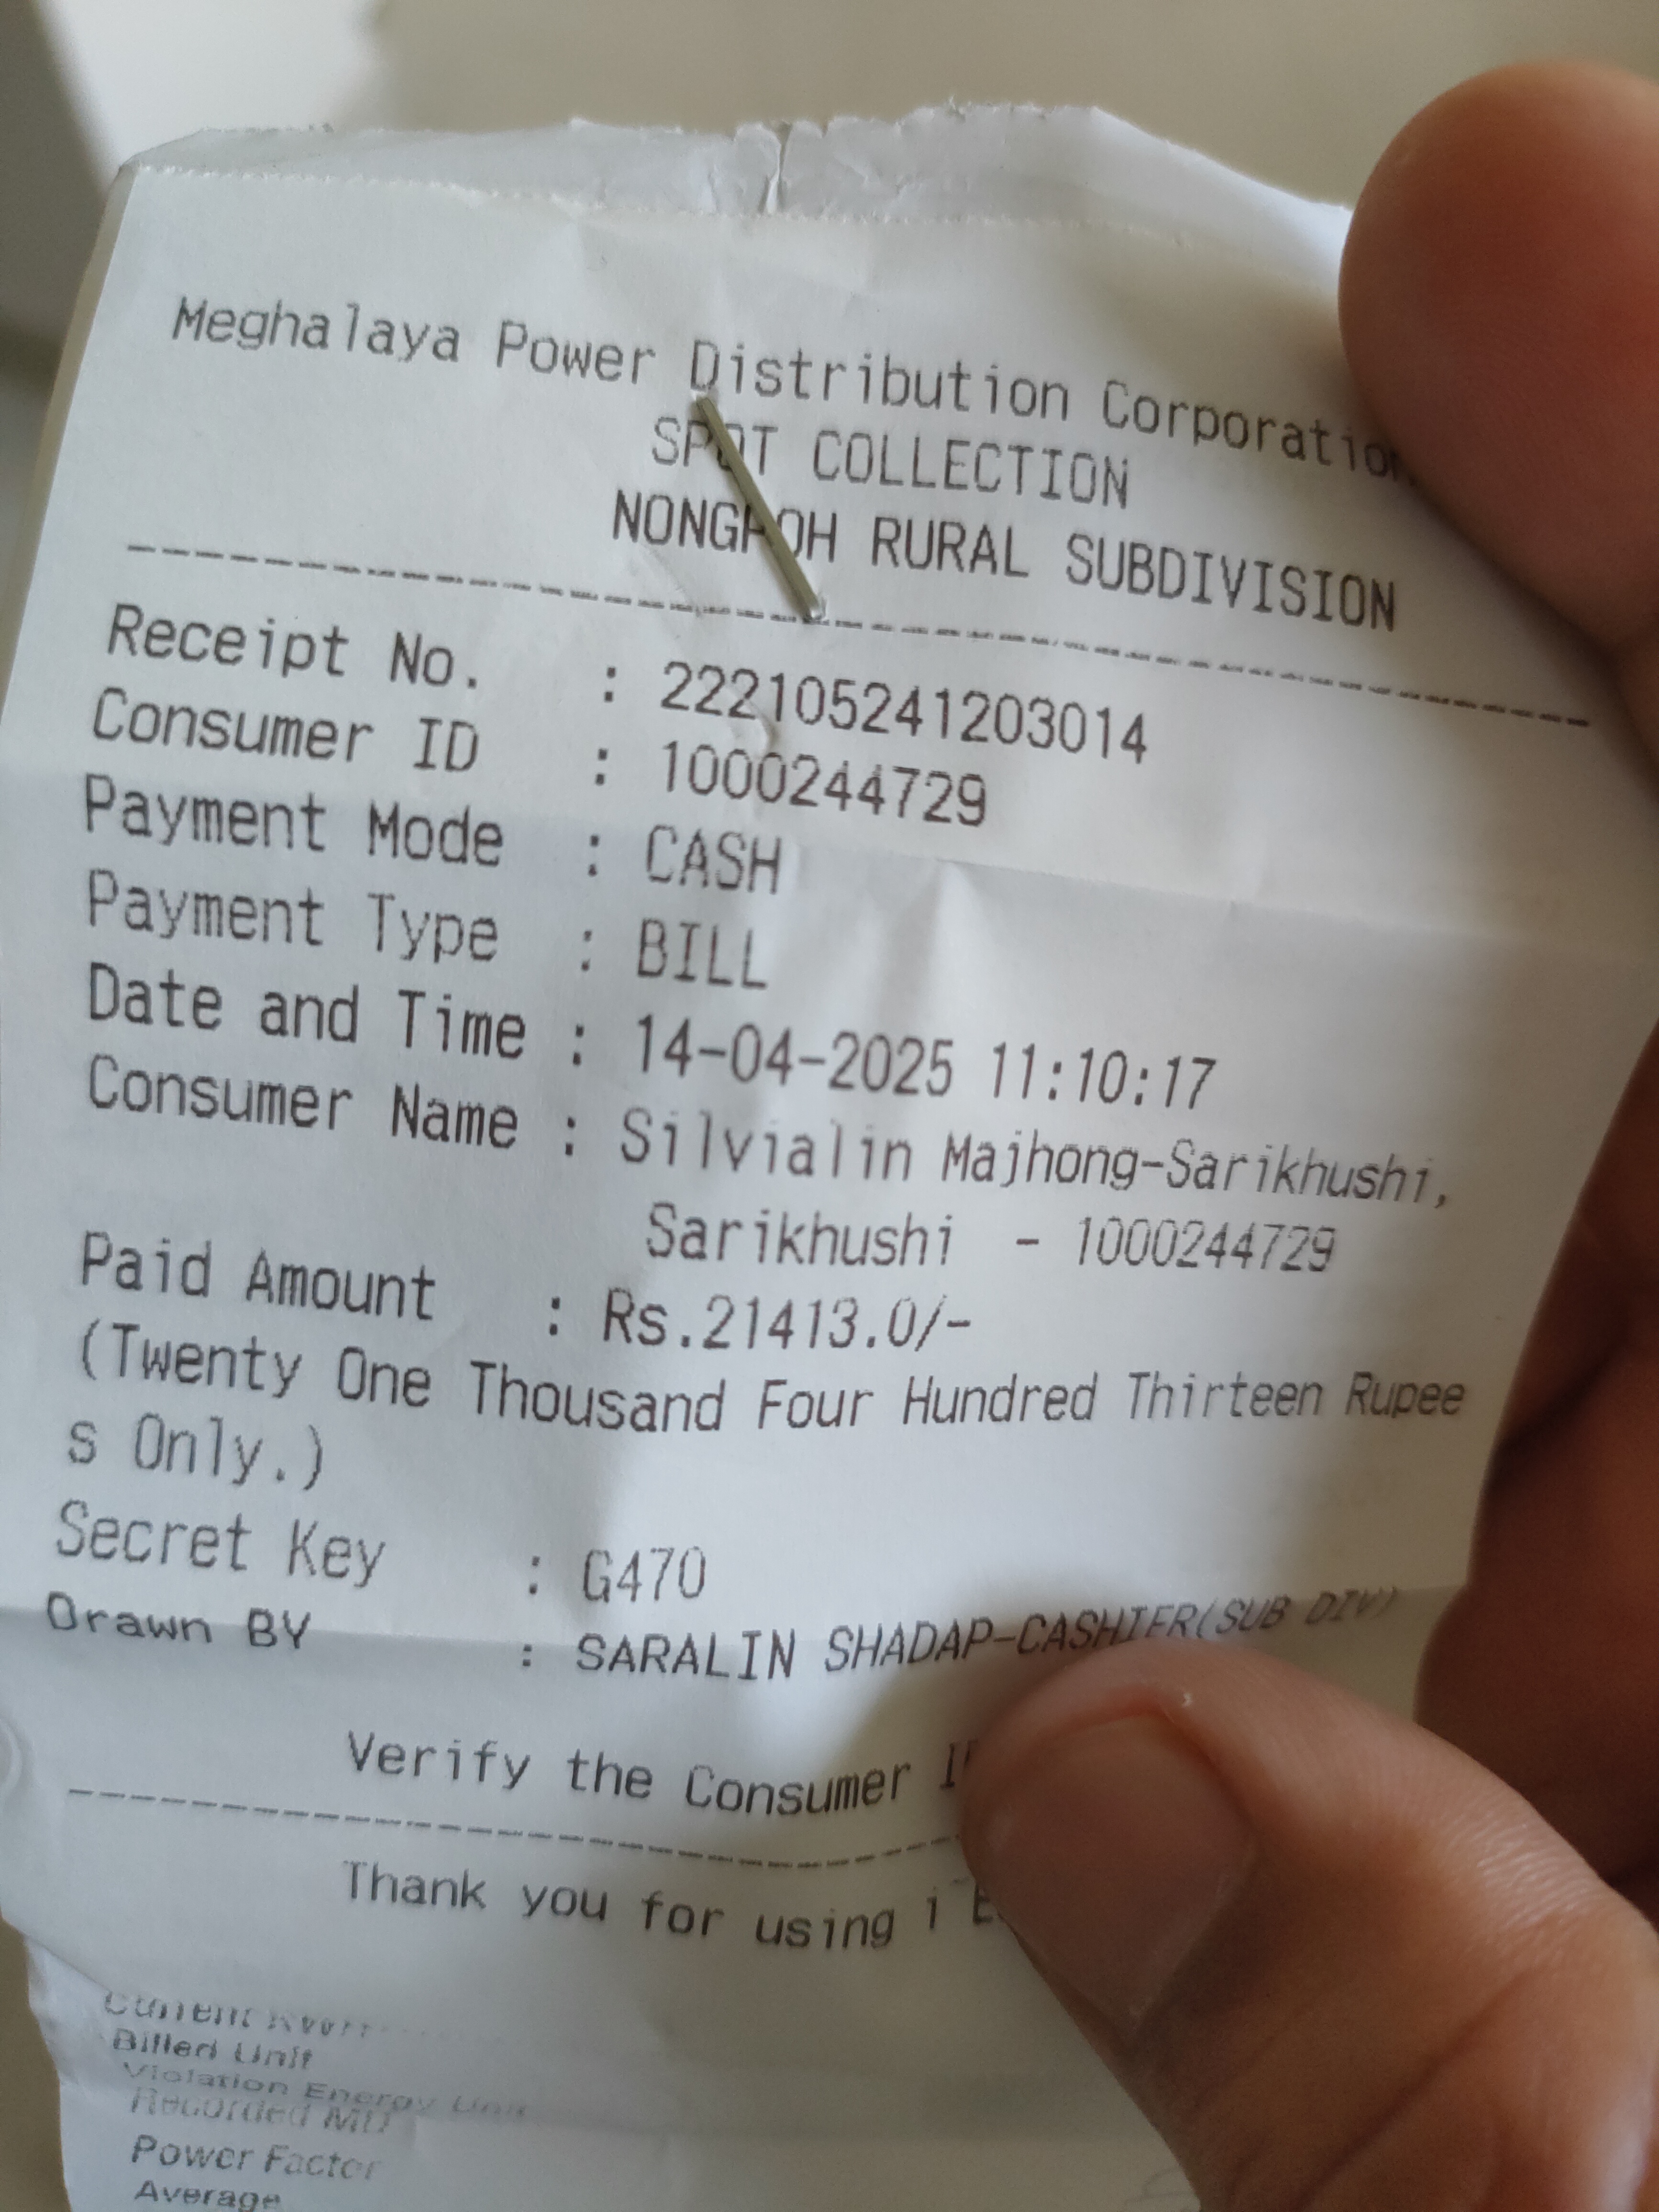 Meghalaya Power Distribution Corporation
SPOT COLLECTION
NONGPOH RURAL SUBDIVISION
Receipt No. : 222105241203014
Consumer ID : 1000244729
Payment Mode : CASH
Payment Type : BILL
Date and Time : 14-04-2025 11:10:17
Consumer Name : Silvialin Majhong-Sarikhushi,
Sarikhushi - 1000244729
Paid Amount : Rs.21413.0/-
(Twenty One Thousand Four Hundred Thirteen Rupee
s Only.)
Secret Key : G470
Drawn BY : SARALIN SHADAP-CASHIER(SUB DIV)
Verify the Consumer
Thank you for using i
Current
Billed Unit
Violation Energy Unit
Recorded MD
Power Factor
Average